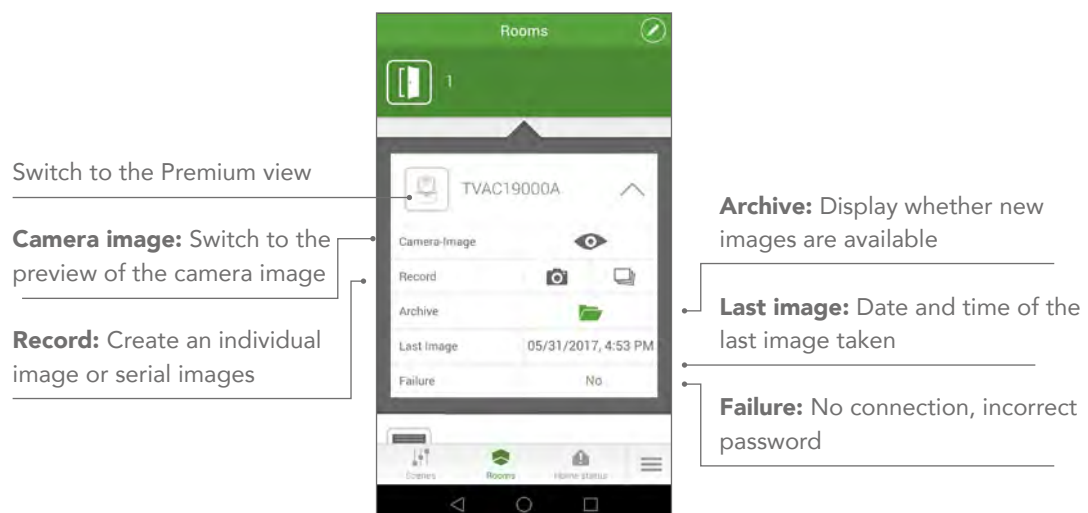 Rooms
1
Switch to the Premium view
TVAC19000A
Camera image: Switch to the
preview of the camera image
Record: Create an individual
image or serial images
Camera-Image
Record
Archive
Last Image 05/31/2017, 4:53 PM
Failure No
Scenes Rooms Home status
Archive: Display whether new
images are available
Last image: Date and time of the
last image taken
Failure: No connection, incorrect
password